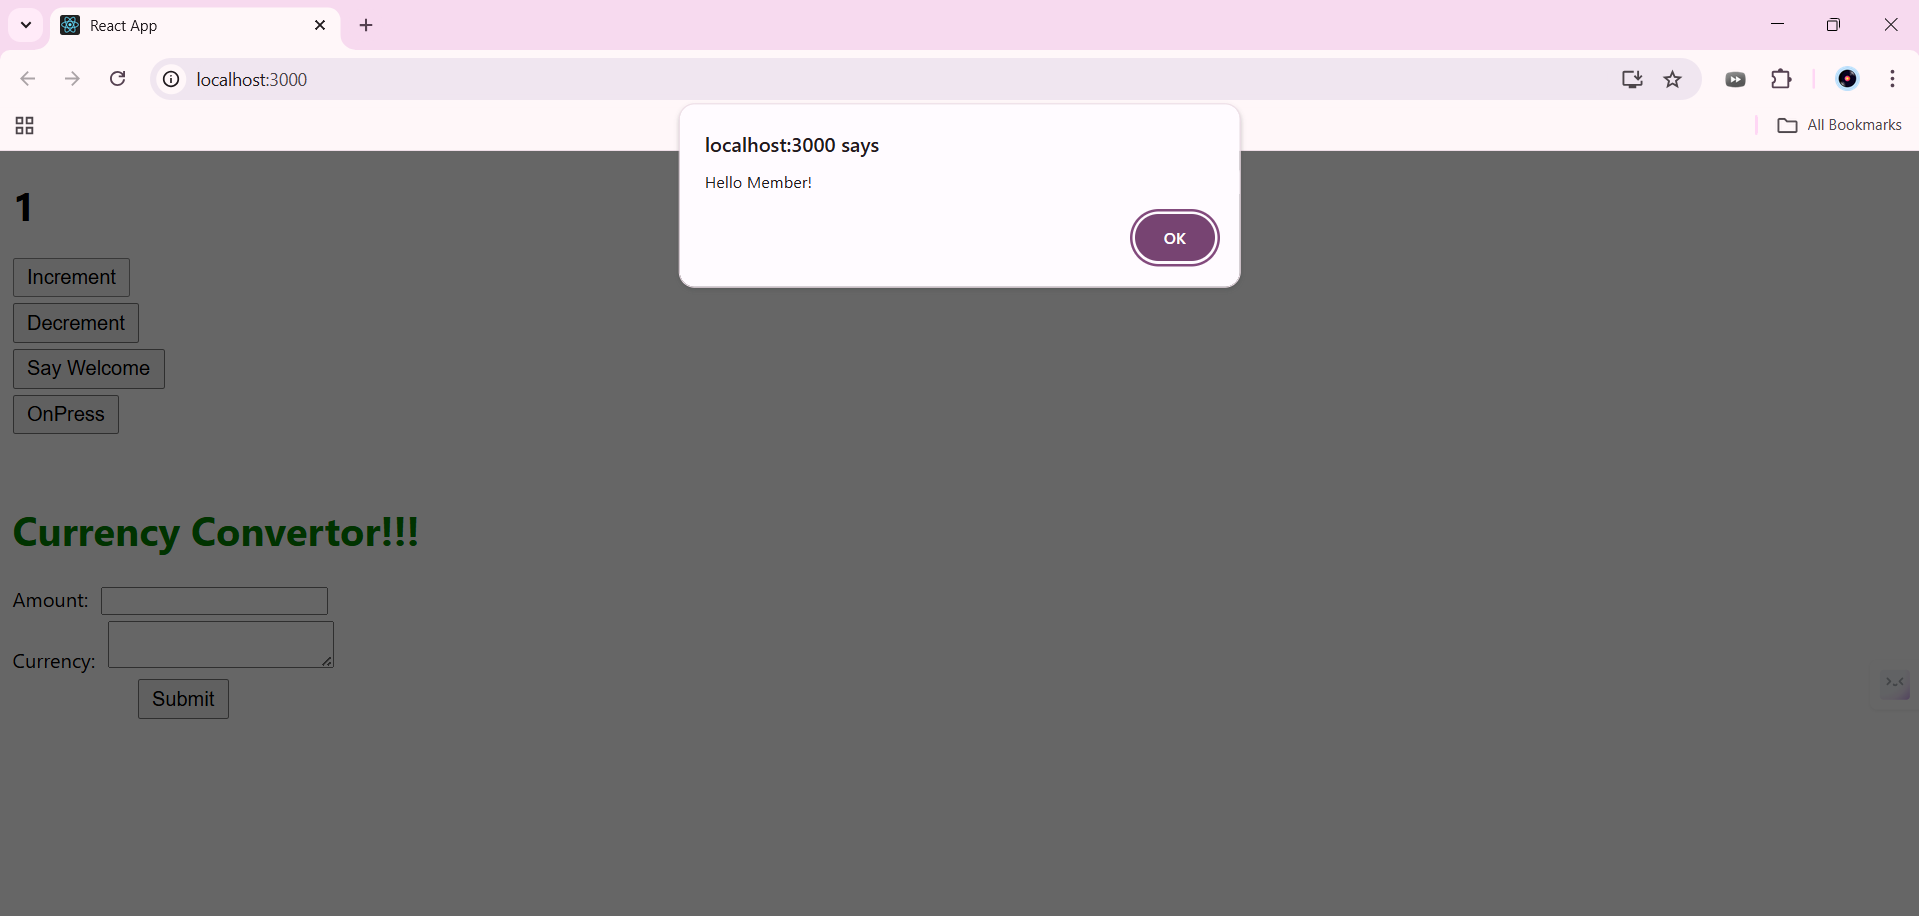 React App
localhost:3000
All Bookmarks
localhost:3000 says
Hello Member!
OK
1
Increment
Decrement
Say Welcome
OnPress
Currency Convertor!!!
Amount:
Currency:
Submit